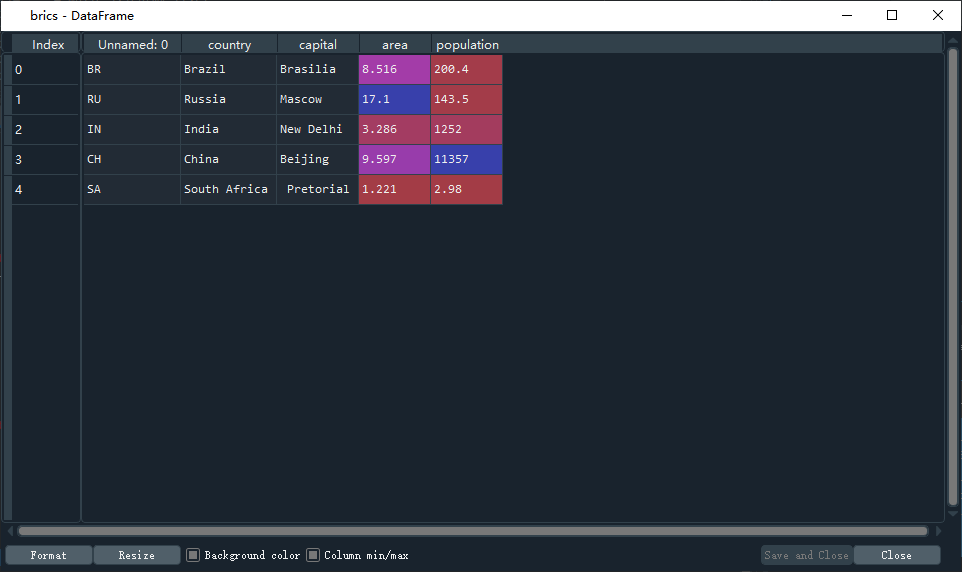 brics - DataFrame
Index Unnamed: 0 country capital area population
0 BR Brazil Brasilia 8.516 200.4
1 RU Russia Mascow 17.1 143.5
2 IN India New Delhi 3.286 1252
3 CH China Beijing 9.597 11357
4 SA South Africa Pretorial 1.221 2.98
Format Resize Background color Column min/max Save and Close Close